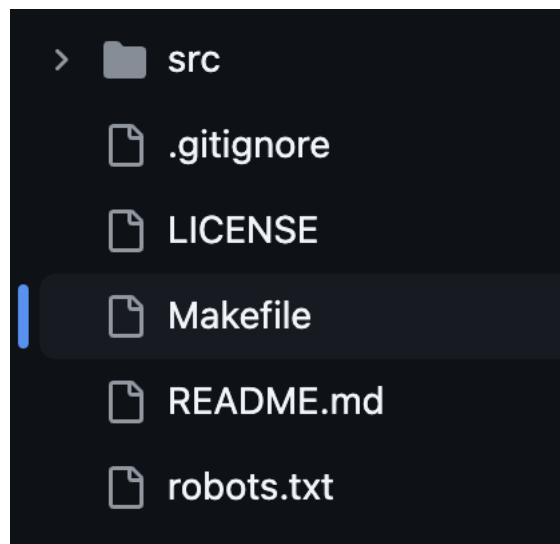 src
.gitignore
LICENSE
Makefile
README.md
robots.txt